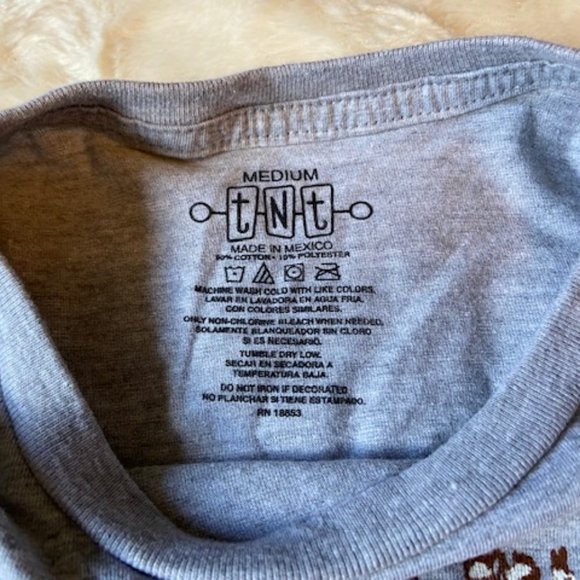 MEDIUM
tNt
MADE IN MEXICO
90% COTTON • 10% POLYESTER
MACHINE WASH COLD WITH LIKE COLORS.
LAVAR EN LAVADORA EN AGUA FRIA,
CON COLORES SIMILARES.
ONLY NON-CHLORINE BLEACH WHEN NEEDED.
SOLAMENTE BLANQUEADOR SIN CLORO
SI ES NECESARIO.
TUMBLE DRY LOW.
SECAR EN SECADORA A
TEMPERATURA BAJA.
DO NOT IRON IF DECORATED
NO PLANCHAR SI TIENE ESTAMPADO.
RN 18853